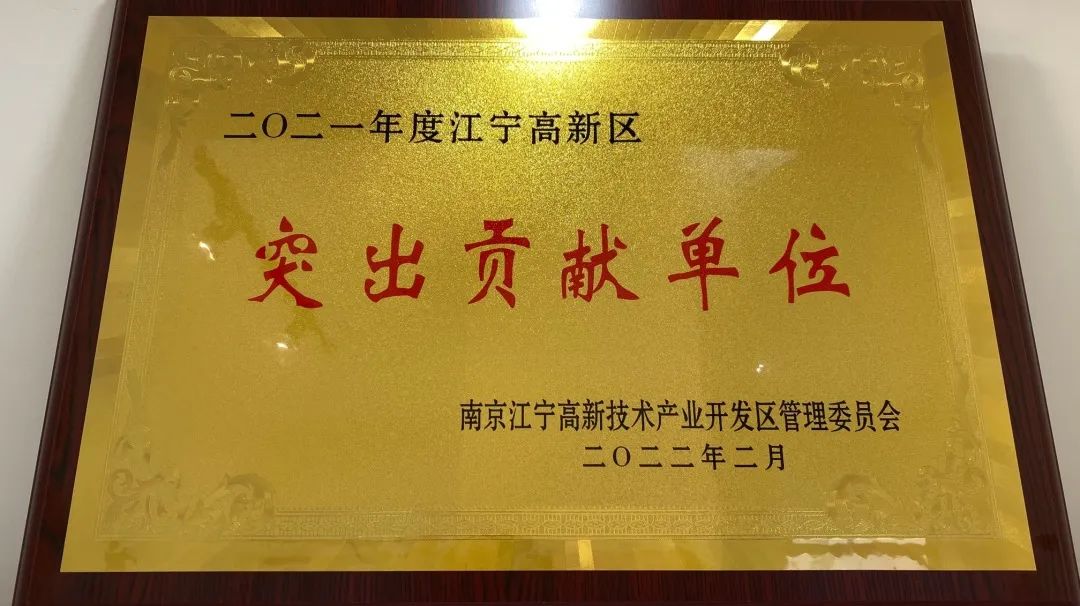 二〇二一年度江宁高新区
突出贡献单位
南京江宁高新技术产业开发区管理委员会
二〇二二年二月